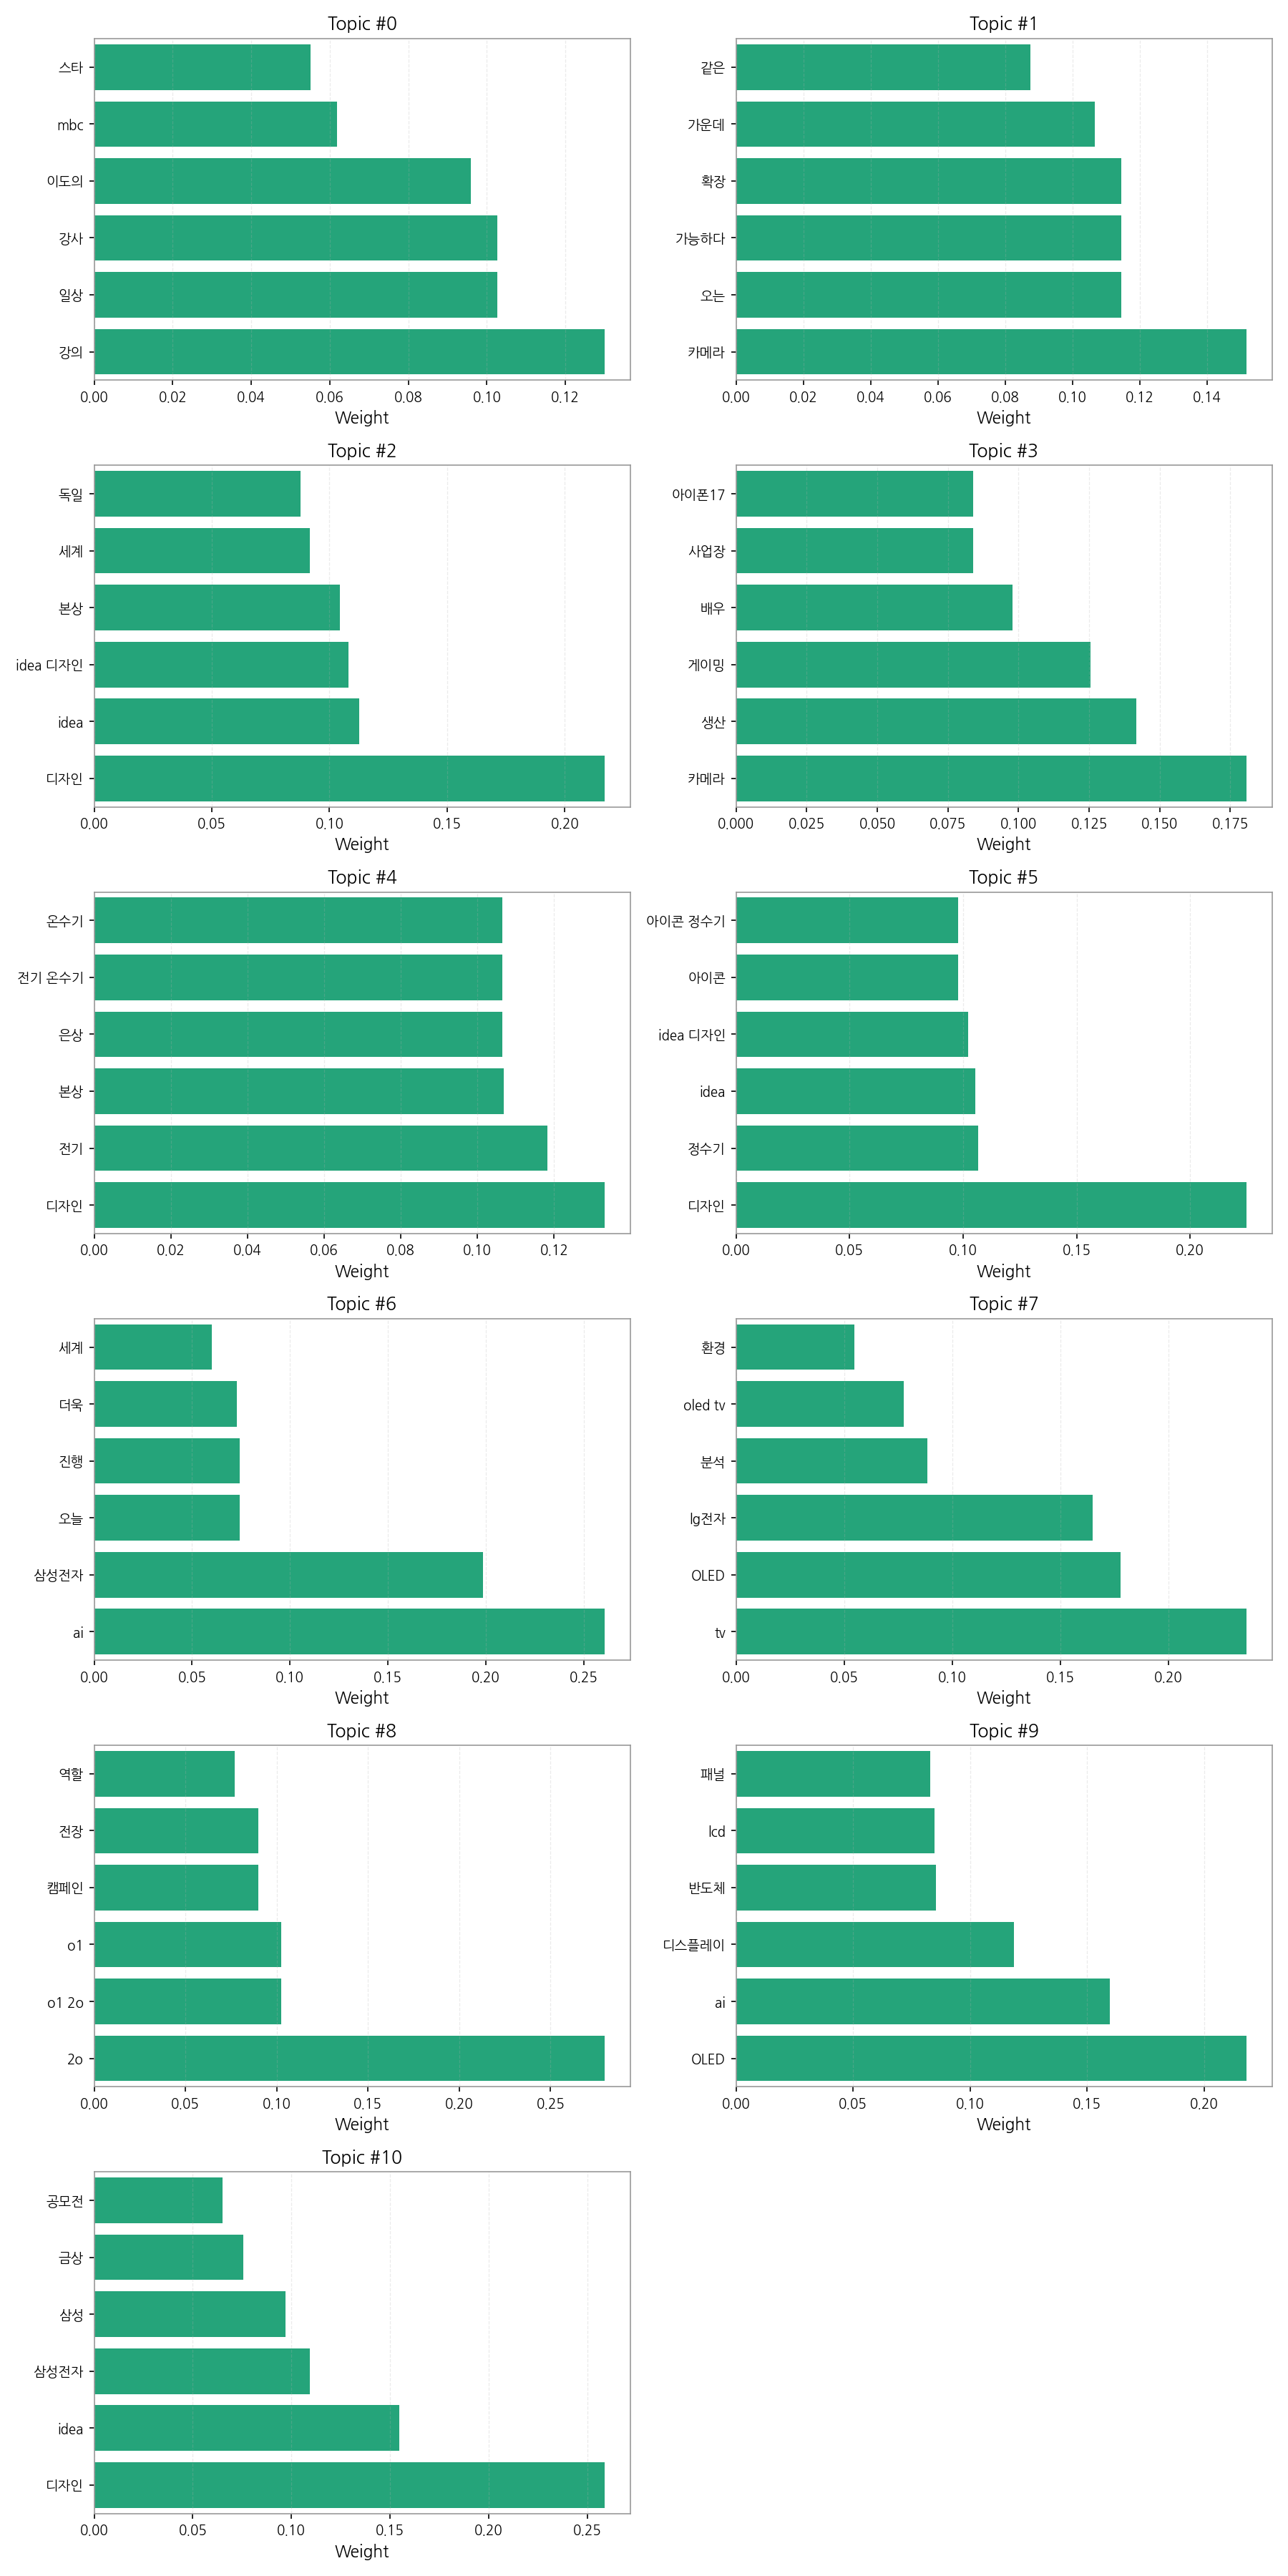 Topic #0
스타
mbc
이도의
강사
일상
강의
0.00 0.02 0.04 0.06 0.08 0.10 0.12
Weight
Topic #1
같은
가운데
확장
가능하다
오는
카메라
0.00 0.02 0.04 0.06 0.08 0.10 0.12 0.14
Weight
Topic #2
독일
세계
본상
idea 디자인
idea
디자인
0.00 0.05 0.10 0.15 0.20
Weight
Topic #3
아이폰17
사업장
배우
게이밍
생산
카메라
0.000 0.025 0.050 0.075 0.100 0.125 0.150 0.175
Weight
Topic #4
온수기
전기 온수기
은상
본상
전기
디자인
0.00 0.02 0.04 0.06 0.08 0.10 0.12
Weight
Topic #5
아이콘 정수기
아이콘
idea 디자인
idea
정수기
디자인
0.00 0.05 0.10 0.15 0.20
Weight
Topic #6
세계
더욱
진행
오늘
삼성전자
ai
0.00 0.05 0.10 0.15 0.20 0.25
Weight
Topic #7
환경
oled tv
분석
lg전자
OLED
tv
0.00 0.05 0.10 0.15 0.20
Weight
Topic #8
역할
전장
캠페인
o1
o1 2o
2o
0.00 0.05 0.10 0.15 0.20 0.25
Weight
Topic #9
패널
lcd
반도체
디스플레이
ai
OLED
0.00 0.05 0.10 0.15 0.20
Weight
Topic #10
공모전
금상
삼성
삼성전자
idea
디자인
0.00 0.05 0.10 0.15 0.20 0.25
Weight